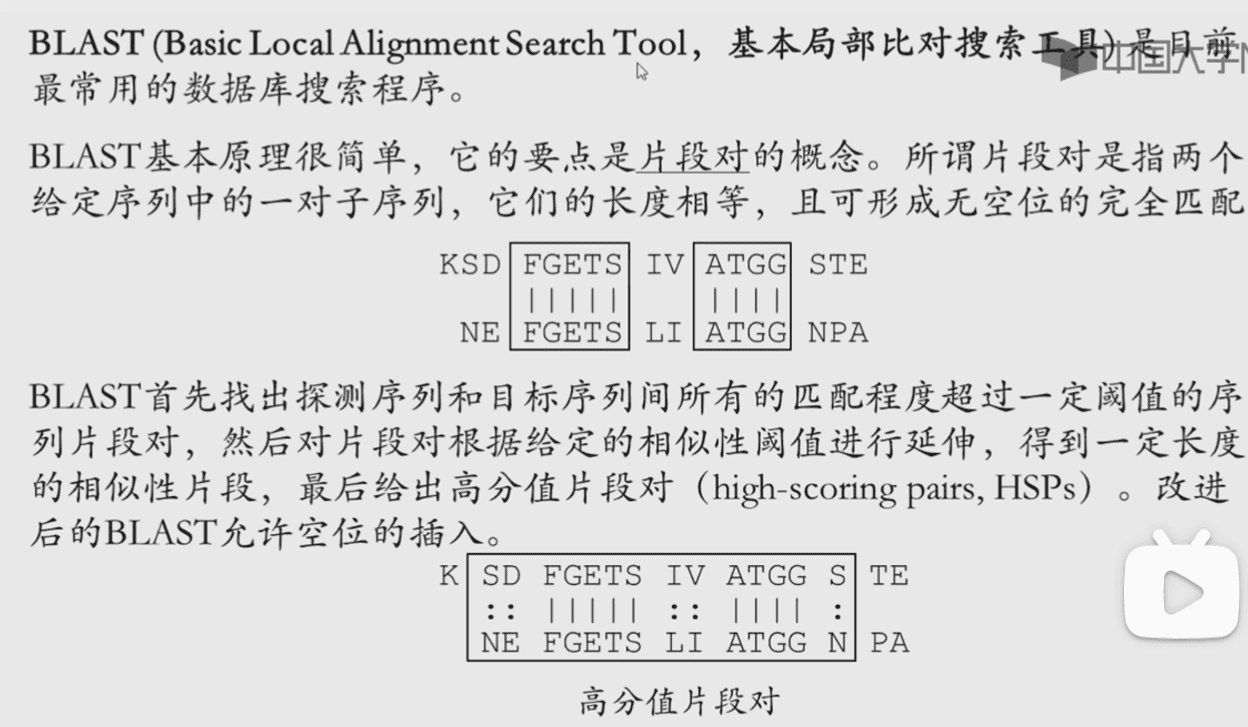 BLAST (Basic Local Alignment Search Tool，基本局部比对搜索工具) 是目前
最常用的数据库搜索程序。
中国大学
BLAST基本原理很简单，它的要点是片段对的概念。所谓片段对是指两个
给定序列中的一对子序列，它们的长度相等，且可形成无空位的完全匹配
KSD FGETS IV ATGG STE
| | | | | | | | |
NE FGETS LI ATGG NPA
BLAST首先找出探测序列和目标序列间所有的匹配程度超过一定阈值的序
列片段对，然后对片段对根据给定的相似性阈值进行延伸，得到一定长度
的相似性片段，最后给出高分值片段对（high-scoring pairs, HSPs）。改进
后的BLAST允许空位的插入。
K SD FGETS IV ATGG S TE
:: | | | | | :: | | | | :
NE FGETS LI ATGG N PA
高分值片段对